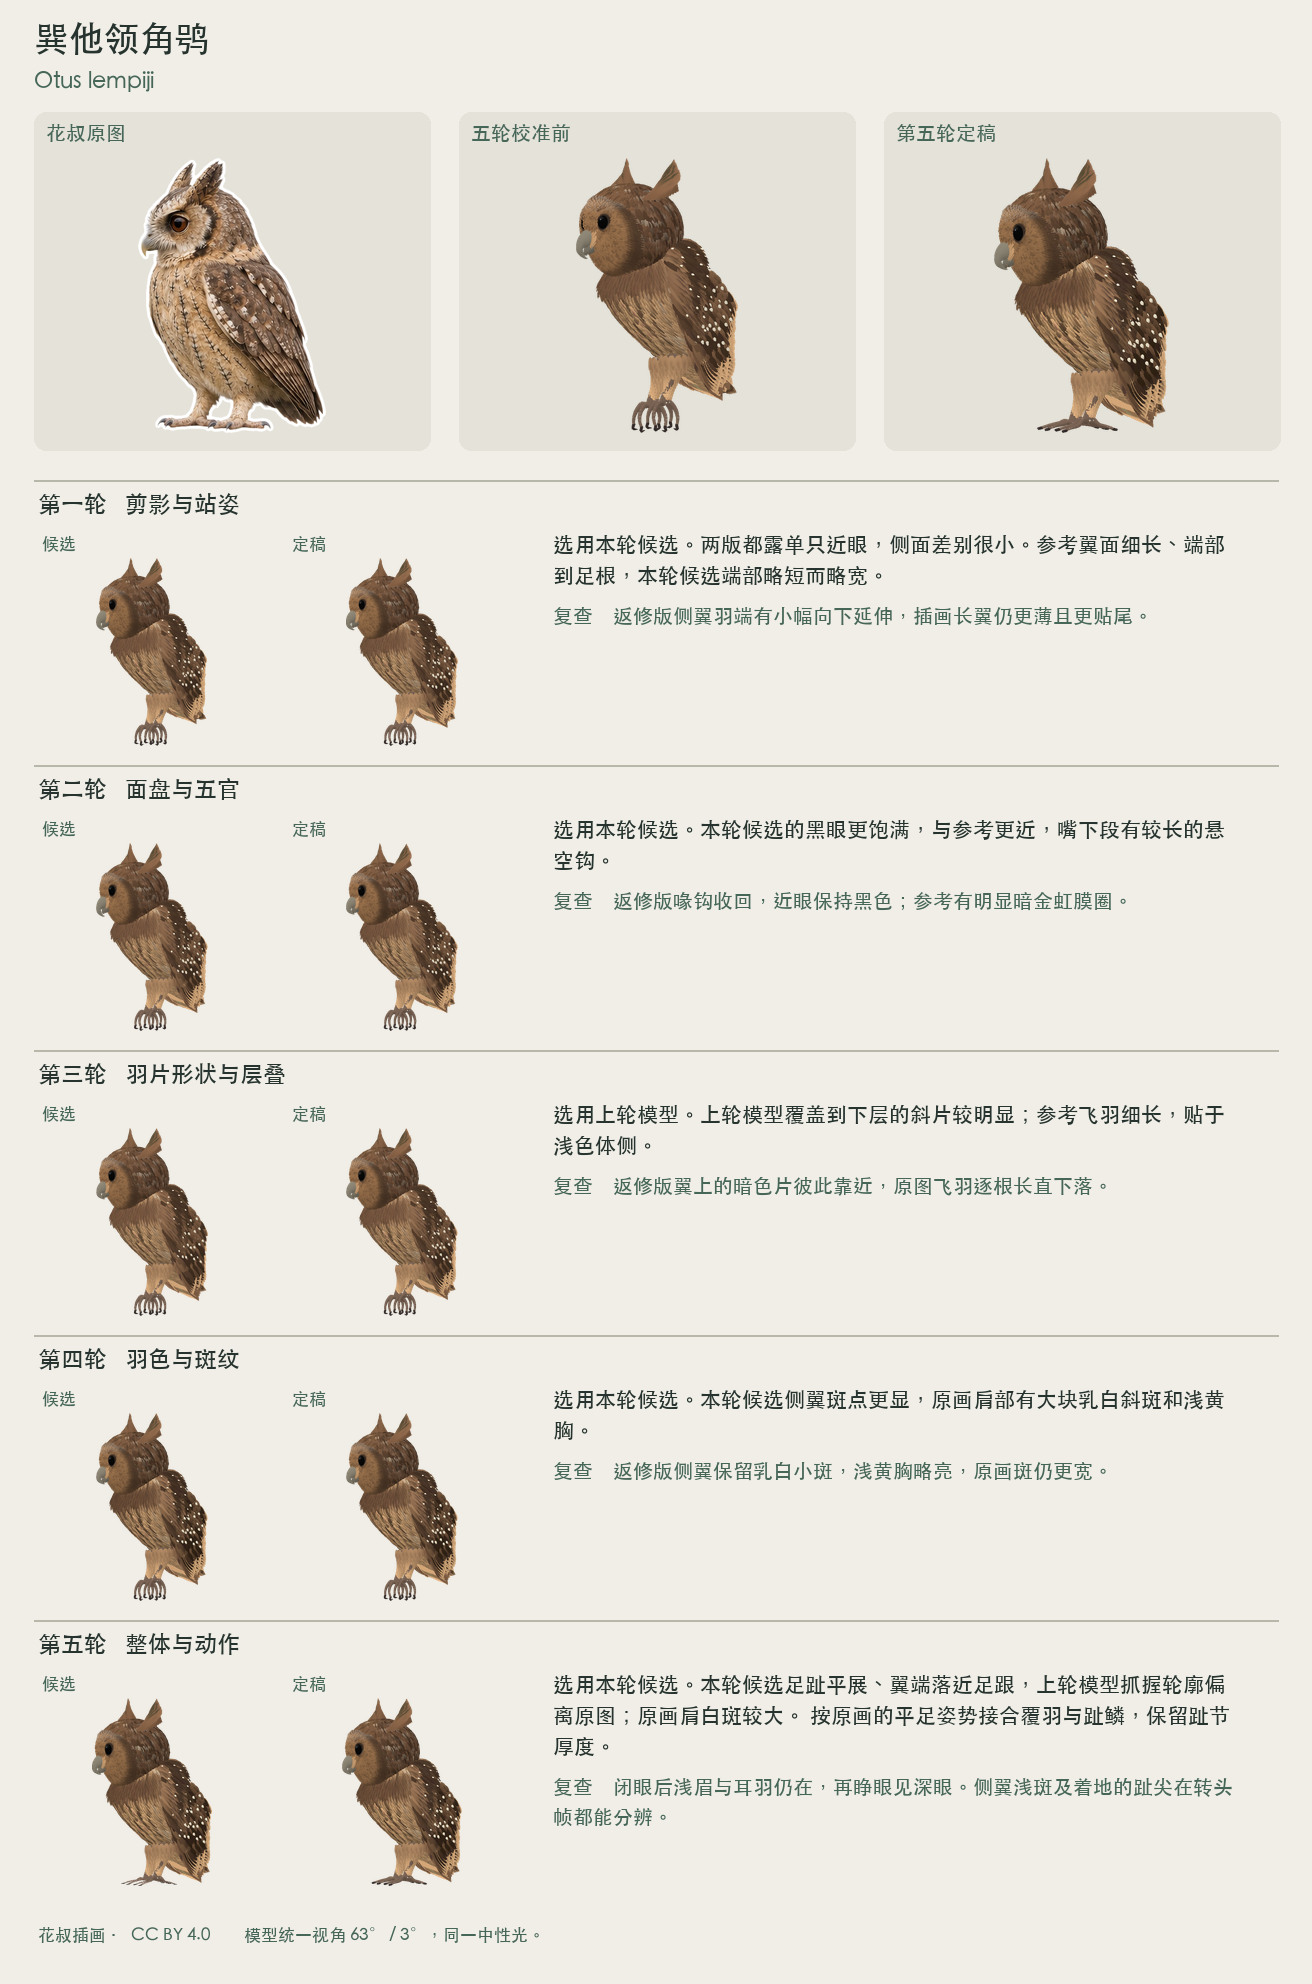 巽他领角鸮
Otus lempiji
花叔原图
五轮校准前
第五轮定稿
第一轮 剪影与站姿
候选
定稿
选用本轮候选。两版都露单只近眼，侧面差别很小。参考翼面细长、端部
到足根，本轮候选端部略短而略宽。
复查 返修版侧翼羽端有小幅向下延伸，插画长翼仍更薄且更贴尾。
第二轮 面盘与五官
候选
定稿
选用本轮候选。本轮候选的黑眼更饱满，与参考更近，嘴下段有较长的悬
空钩。
复查 返修版喙钩收回，近眼保持黑色；参考有明显暗金虹膜圈。
第三轮 羽片形状与层叠
候选
定稿
选用上轮模型。上轮模型覆盖到下层的斜片较明显；参考飞羽细长，贴于
浅色体侧。
复查 返修版翼上的暗色片彼此靠近，原图飞羽逐根长直下落。
第四轮 羽色与斑纹
候选
定稿
选用本轮候选。本轮候选侧翼斑点更显，原画肩部有大块乳白斜斑和浅黄
胸。
复查 返修版侧翼保留乳白小斑，浅黄胸略亮，原画斑仍更宽。
第五轮 整体与动作
候选
定稿
选用本轮候选。本轮候选足趾平展、翼端落近足跟，上轮模型抓握轮廓偏
离原图；原画肩白斑较大。 按原画的平足姿势接合覆羽与趾鳞，保留趾节
厚度。
复查 闭眼后浅眉与耳羽仍在，再睁眼见深眼。侧翼浅斑及着地的趾尖在转头
帧都能分辨。
花叔插画 · CC BY 4.0 模型统一视角 63° / 3° ，同一中性光。